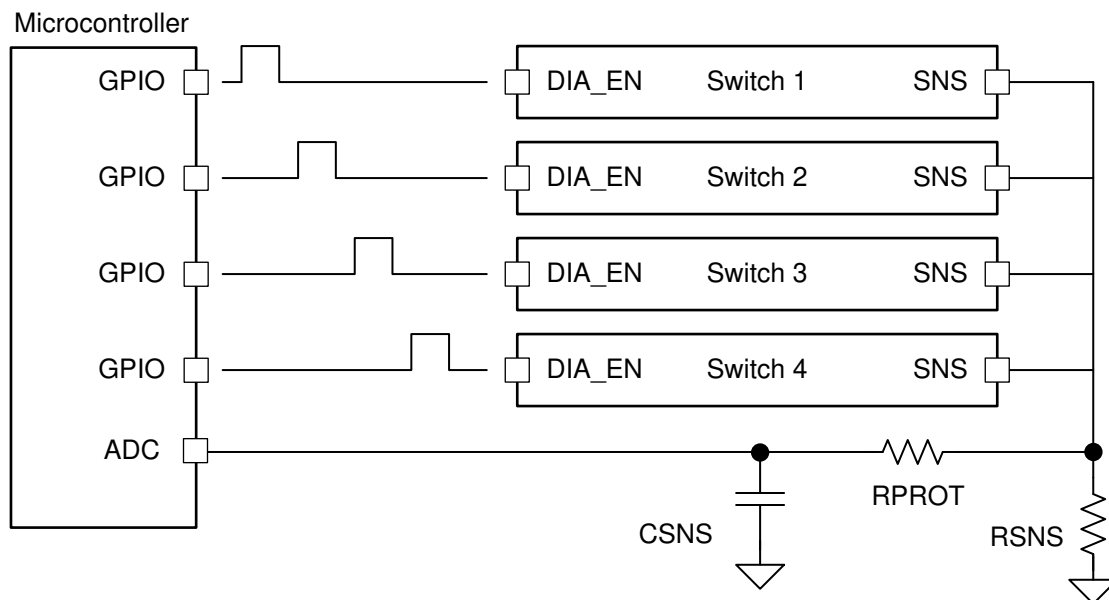 Microcontroller
GPIO DIA_EN Switch 1 SNS
GPIO DIA_EN Switch 2 SNS
GPIO DIA_EN Switch 3 SNS
GPIO DIA_EN Switch 4 SNS
ADC
RPROT
CSNS
RSNS